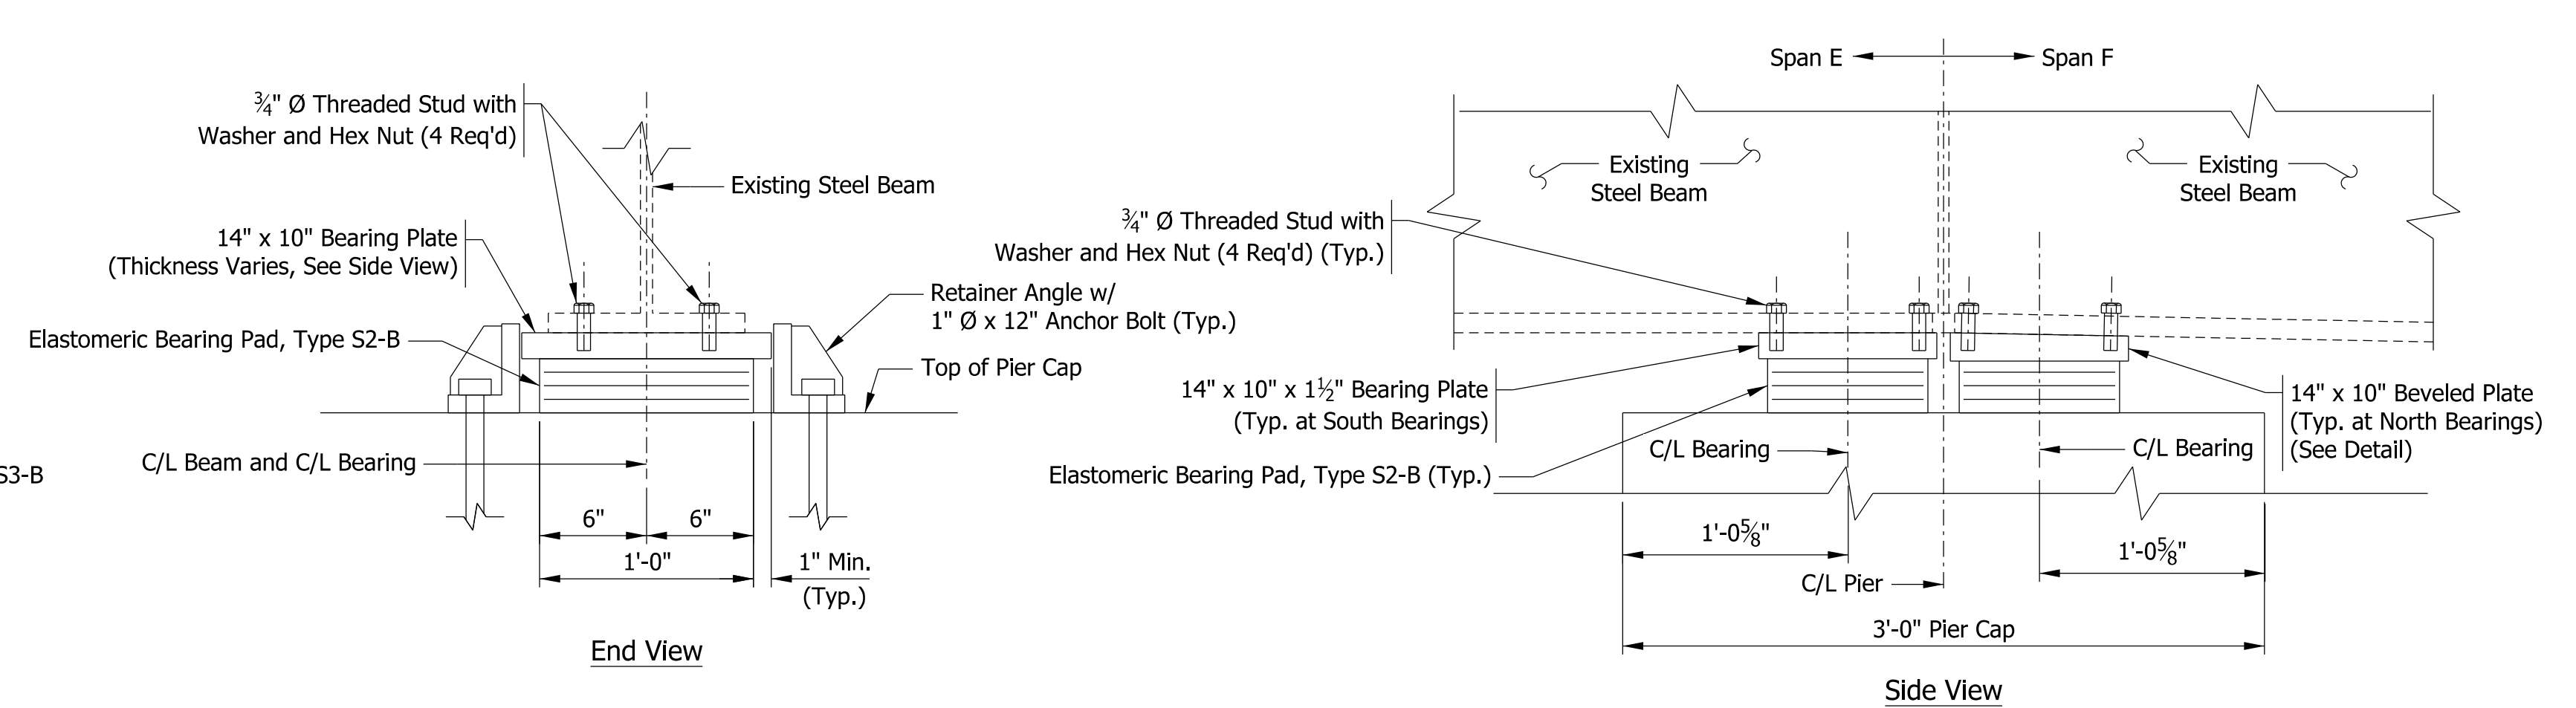 ¾" Ø Threaded Stud with
Washer and Hex Nut (4 Req'd)
Existing Steel Beam
14" x 10" Bearing Plate
(Thickness Varies, See Side View)
Retainer Angle w/
1" Ø x 12" Anchor Bolt (Typ.)
Elastomeric Bearing Pad, Type S2-B
Top of Pier Cap
C/L Beam and C/L Bearing
S3-B
6"
6"
1'-0"
1" Min.
(Typ.)
End View
Span E
Span F
Existing
Steel Beam
Existing
Steel Beam
¾" Ø Threaded Stud with
Washer and Hex Nut (4 Req'd) (Typ.)
14" x 10" x 1½" Bearing Plate
(Typ. at South Bearings)
14" x 10" Beveled Plate
(Typ. at North Bearings)
(See Detail)
C/L Bearing
C/L Bearing
Elastomeric Bearing Pad, Type S2-B (Typ.)
1'-0⅝"
1'-0⅝"
C/L Pier
3'-0" Pier Cap
Side View